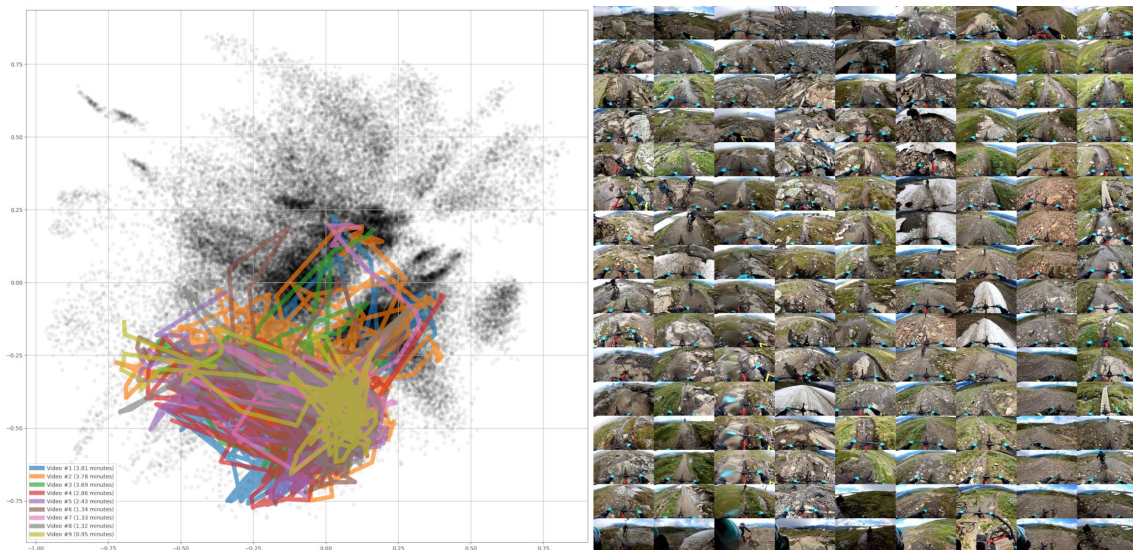 0.75
0.50
0.25
0.00
−0.25
−0.50
−0.75
Video #1 (3.81 minutes)
Video #2 (3.78 minutes)
Video #3 (3.69 minutes)
Video #4 (2.86 minutes)
Video #5 (2.43 minutes)
Video #6 (1.34 minutes)
Video #7 (1.33 minutes)
Video #8 (1.32 minutes)
Video #9 (0.95 minutes)
−1.00 −0.75 −0.50 −0.25 0.00 0.25 0.50 0.75